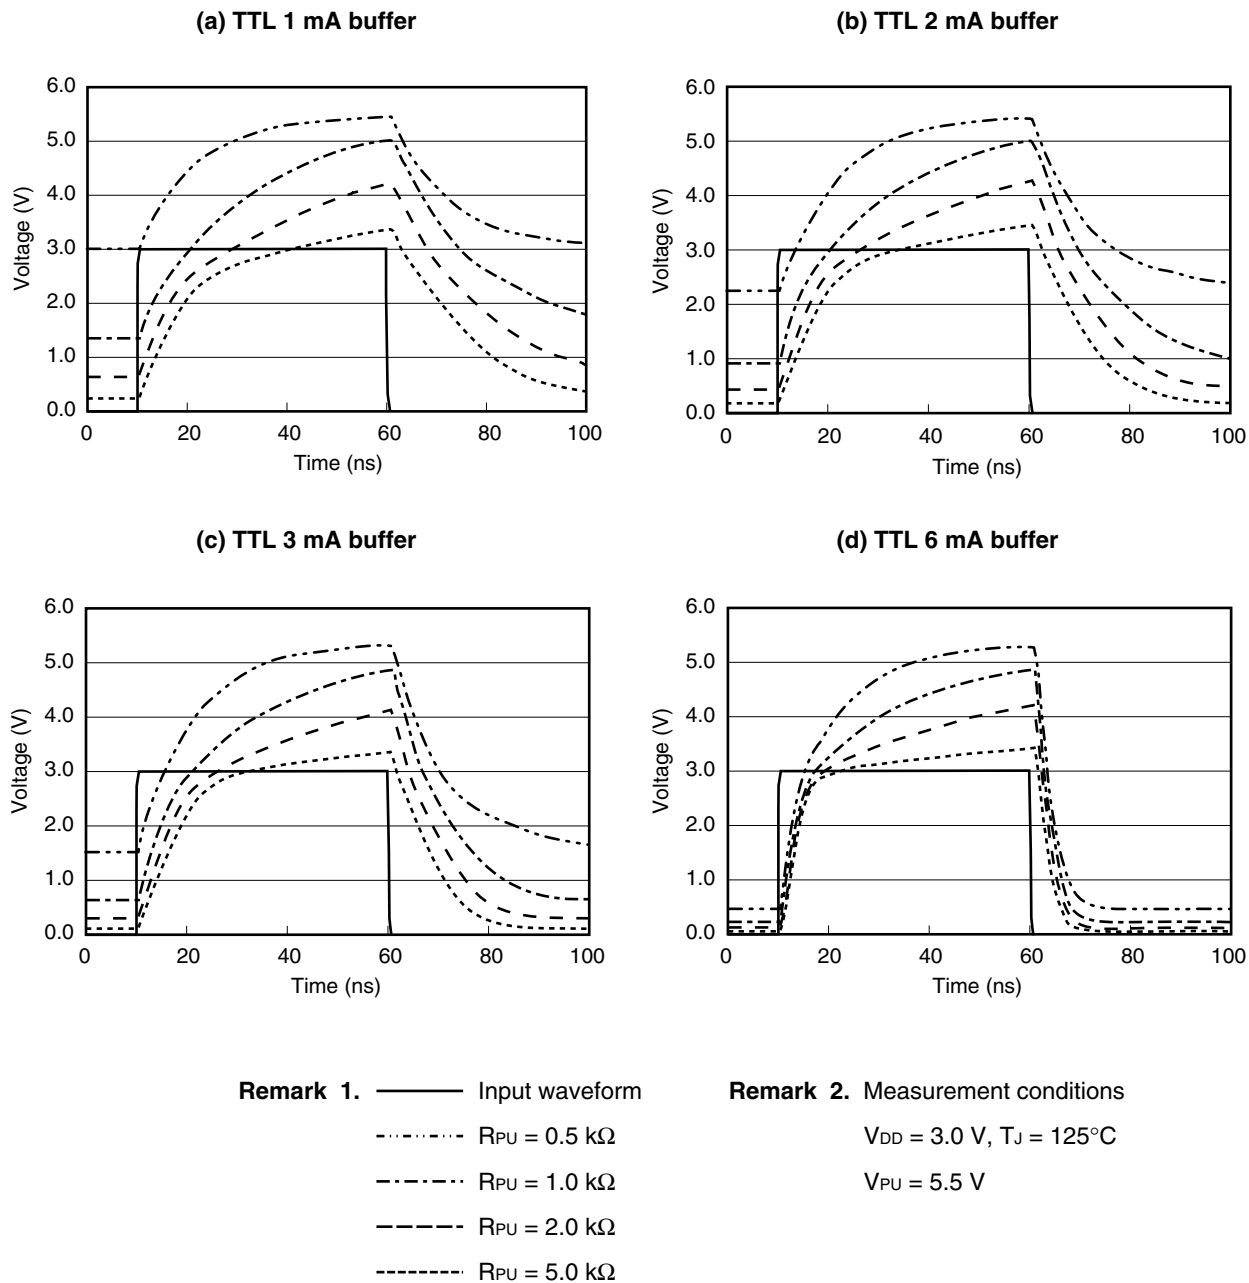 (a) TTL 1 mA buffer
6.0
5.0
4.0
3.0
2.0
1.0
0.0
Voltage (V)
0 20 40 60 80 100
Time (ns)
(b) TTL 2 mA buffer
6.0
5.0
4.0
3.0
2.0
1.0
0.0
Voltage (V)
0 20 40 60 80 100
Time (ns)
(c) TTL 3 mA buffer
6.0
5.0
4.0
3.0
2.0
1.0
0.0
Voltage (V)
0 20 40 60 80 100
Time (ns)
(d) TTL 6 mA buffer
6.0
5.0
4.0
3.0
2.0
1.0
0.0
Voltage (V)
0 20 40 60 80 100
Time (ns)
Remark 1. Input waveform
RPU = 0.5 kΩ
RPU = 1.0 kΩ
RPU = 2.0 kΩ
RPU = 5.0 kΩ
Remark 2. Measurement conditions
VDD = 3.0 V, TJ = 125°C
VPU = 5.5 V